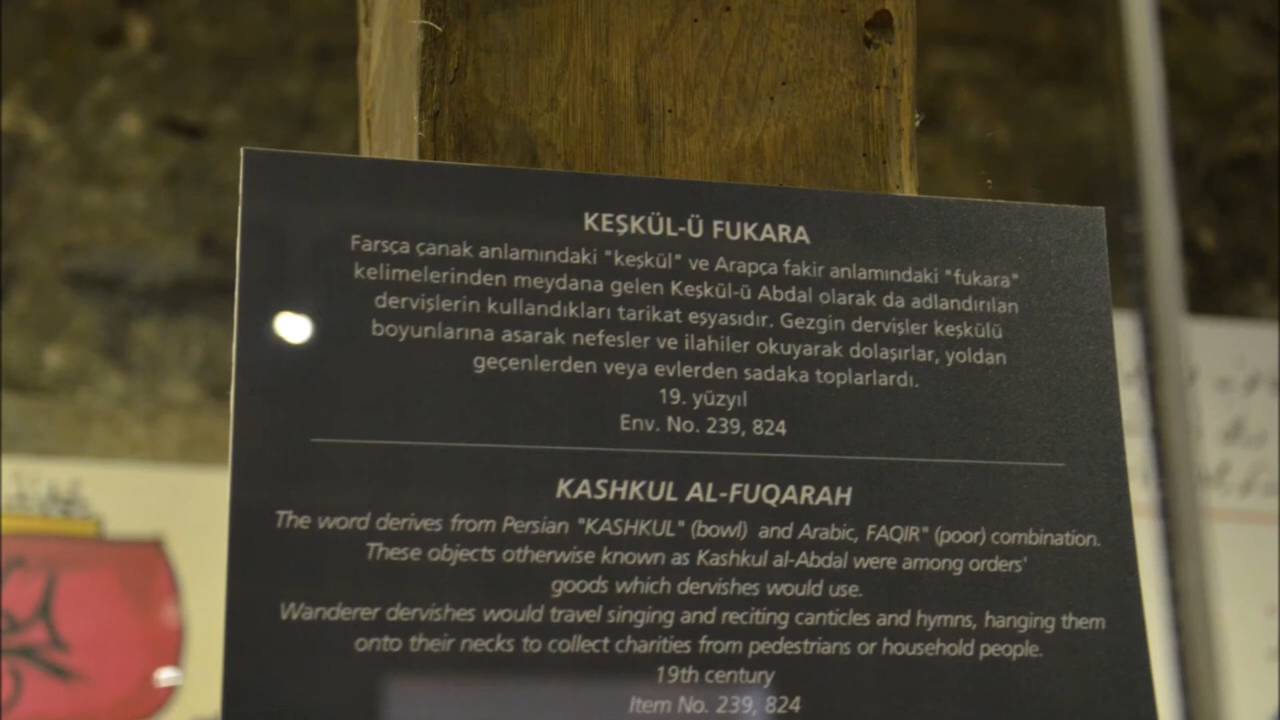 KEŞKÜL-Ü FUKARA
Farsça çanak anlamındaki "keşkül" ve Arapça fakir anlamındaki "fukara"
kelimelerinden meydana gelen Keşkül-ü Abdal olarak da adlandırılan
dervişlerin kullandıkları tarikat eşyasıdır. Gezgin dervişler keşkülü
boyunlarına asarak nefesler ve ilahiler okuyarak dolaşırlar, yoldan
geçenlerden veya evlerden sadaka toplarlardı.
19. yüzyıl
Env. No. 239, 824
KASHKUL AL-FUQARAH
The word derives from Persian "KASHKUL" (bowl) and Arabic, FAQIR" (poor) combination.
These objects otherwise known as Kashkul al-Abdal were among orders'
goods which dervishes would use.
Wanderer dervishes would travel singing and reciting canticles and hymns, hanging them
onto their necks to collect charities from pedestrians or household people.
19th century
Item No. 239, 824